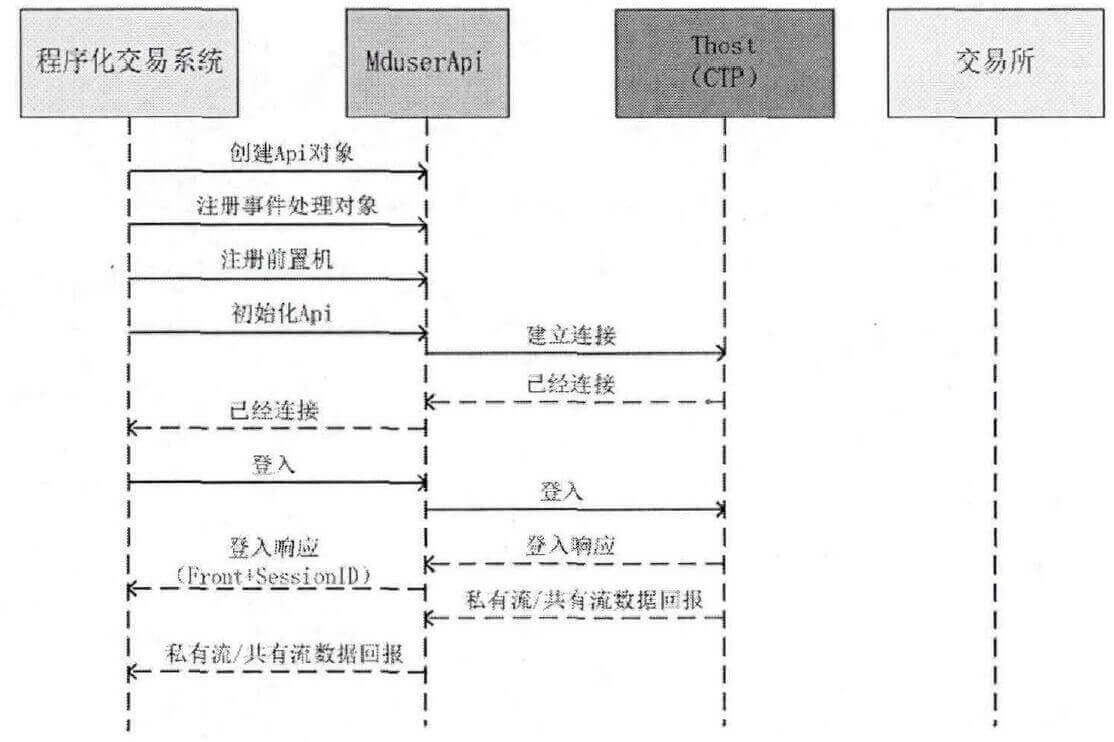 程序化交易系统
MduserApi
Thost
(CTP)
交易所
创建Api对象
注册事件处理对象
注册前置机
初始化Api
建立连接
已经连接
已经连接
登入
登入
登入响应
登入响应
(Front+SessionID)
私有流/共有流数据回报
私有流/共有流数据回报